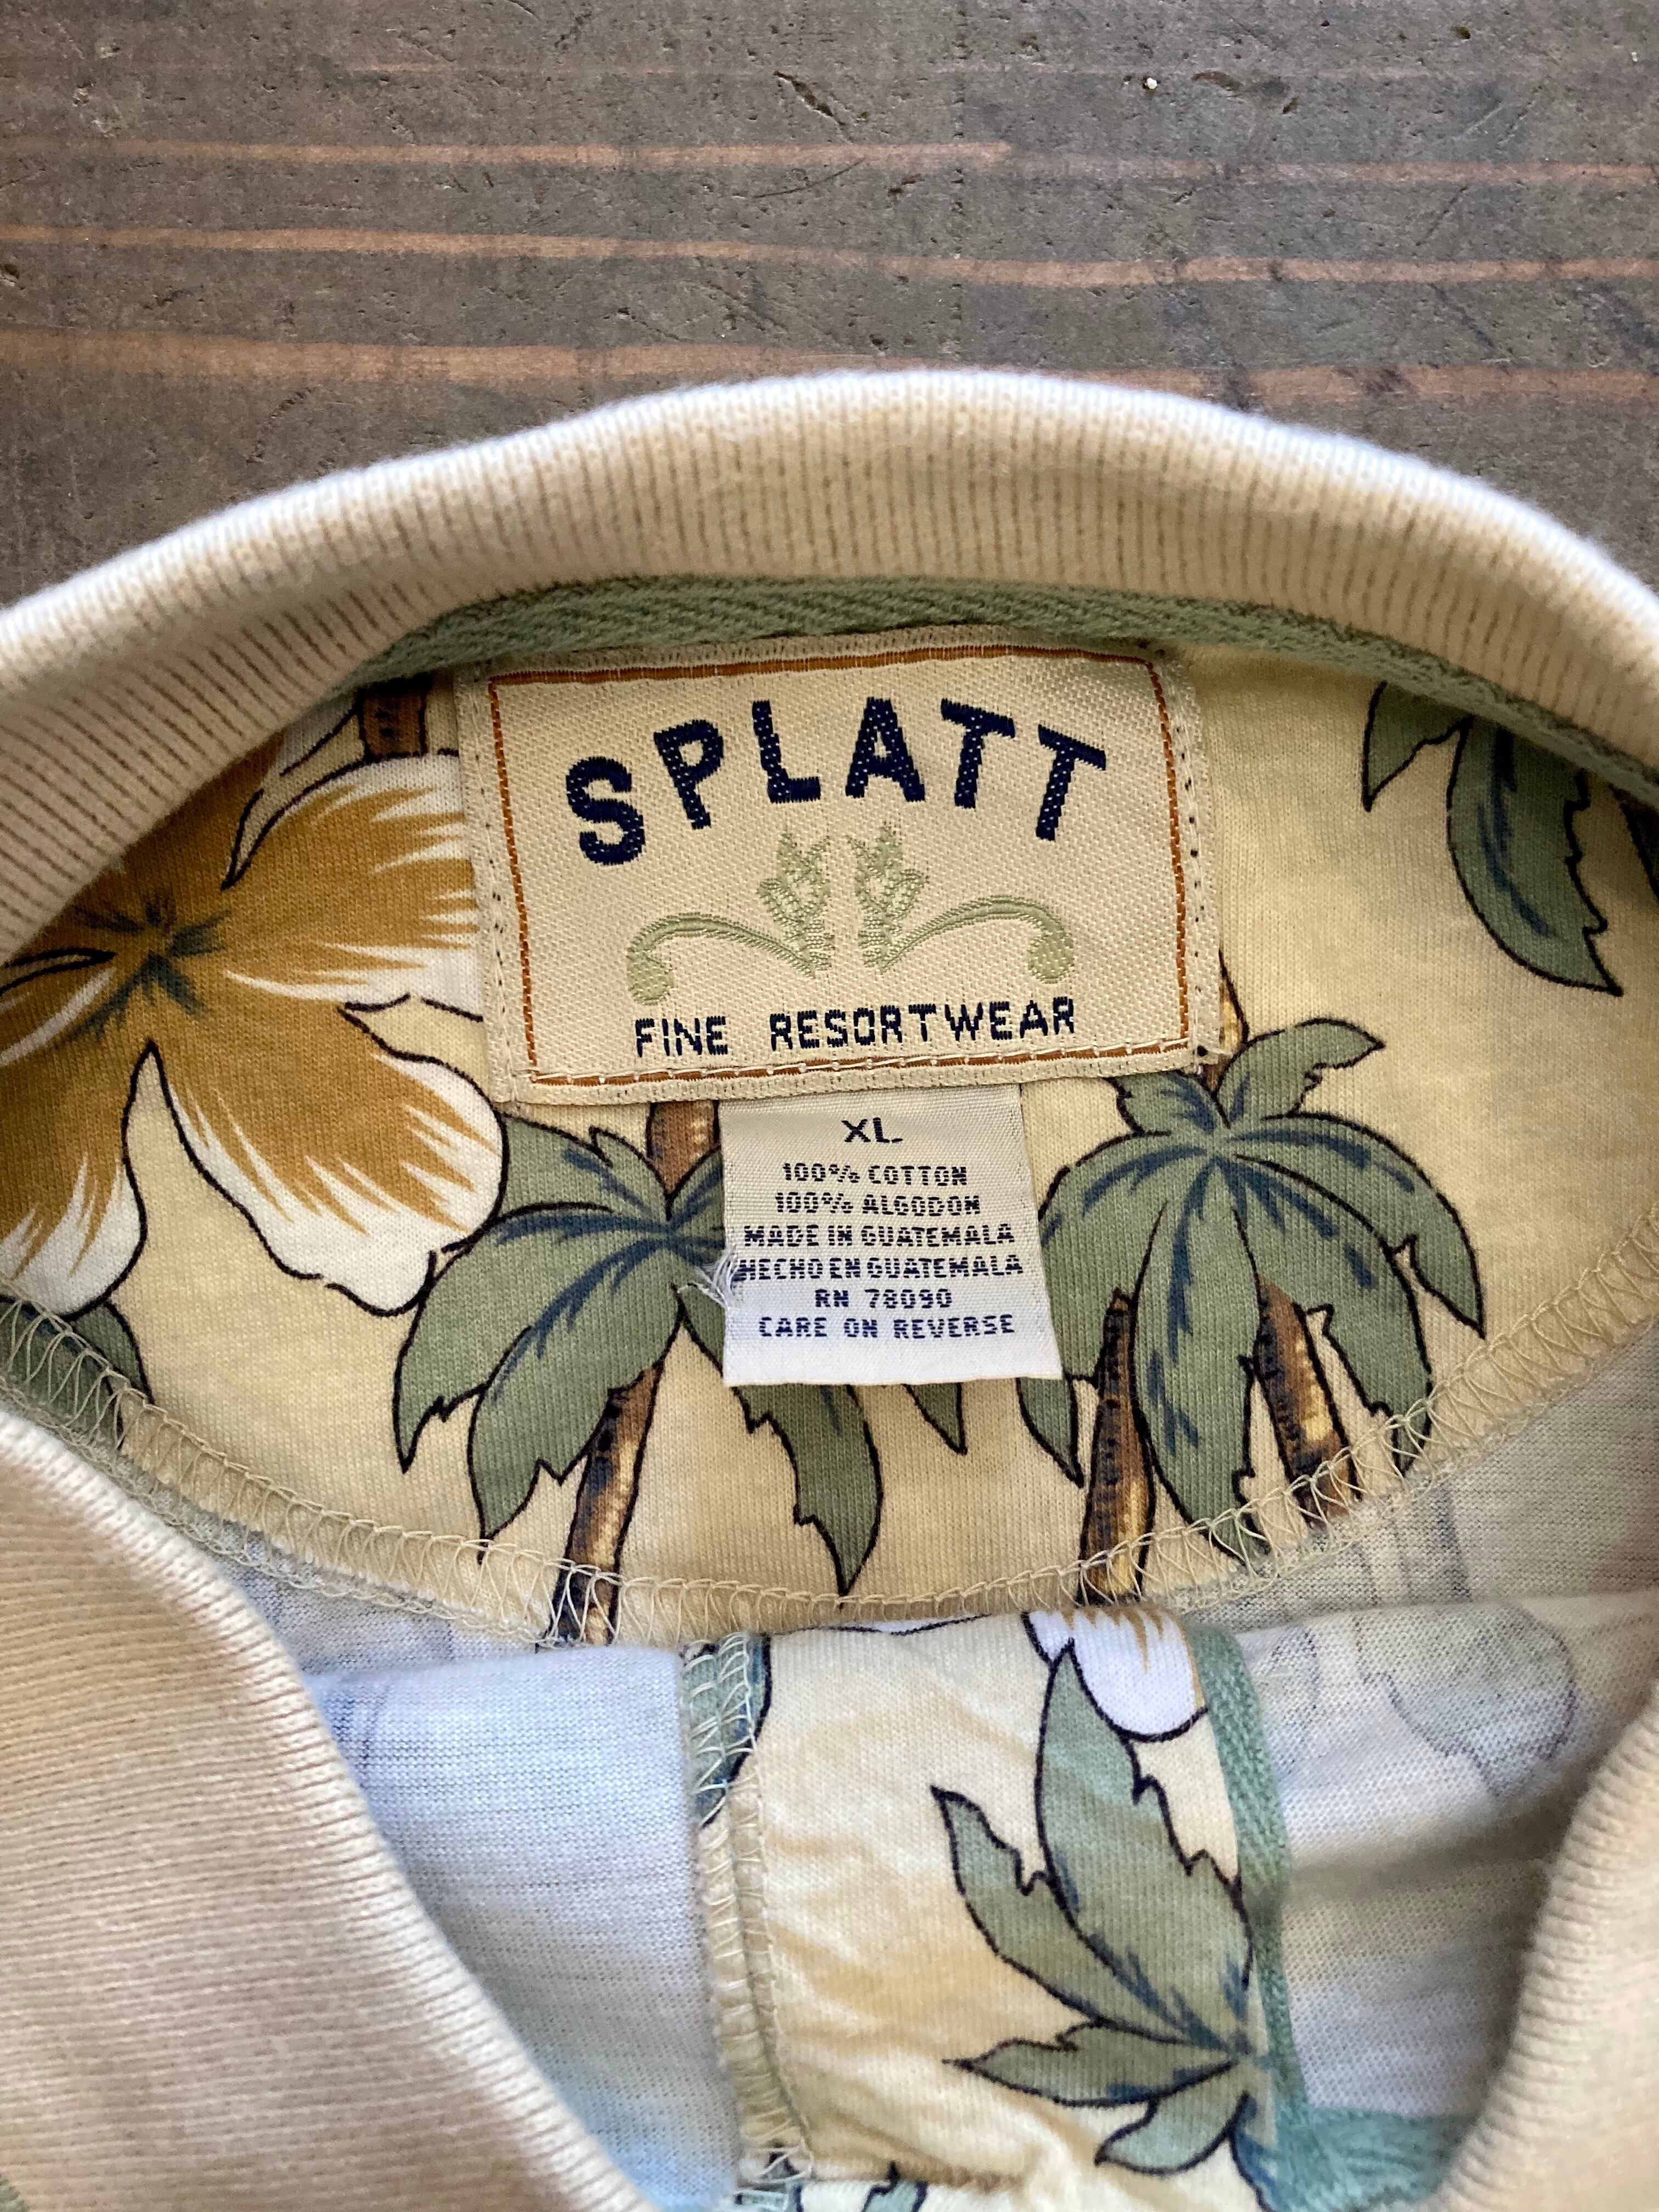 SPLATT
FINE RESORTWEAR
XL
100% COTTON
100% ALGODON
MADE IN GUATEMALA
HECHO EN GUATEMALA
RN 78090
CARE ON REVERSE